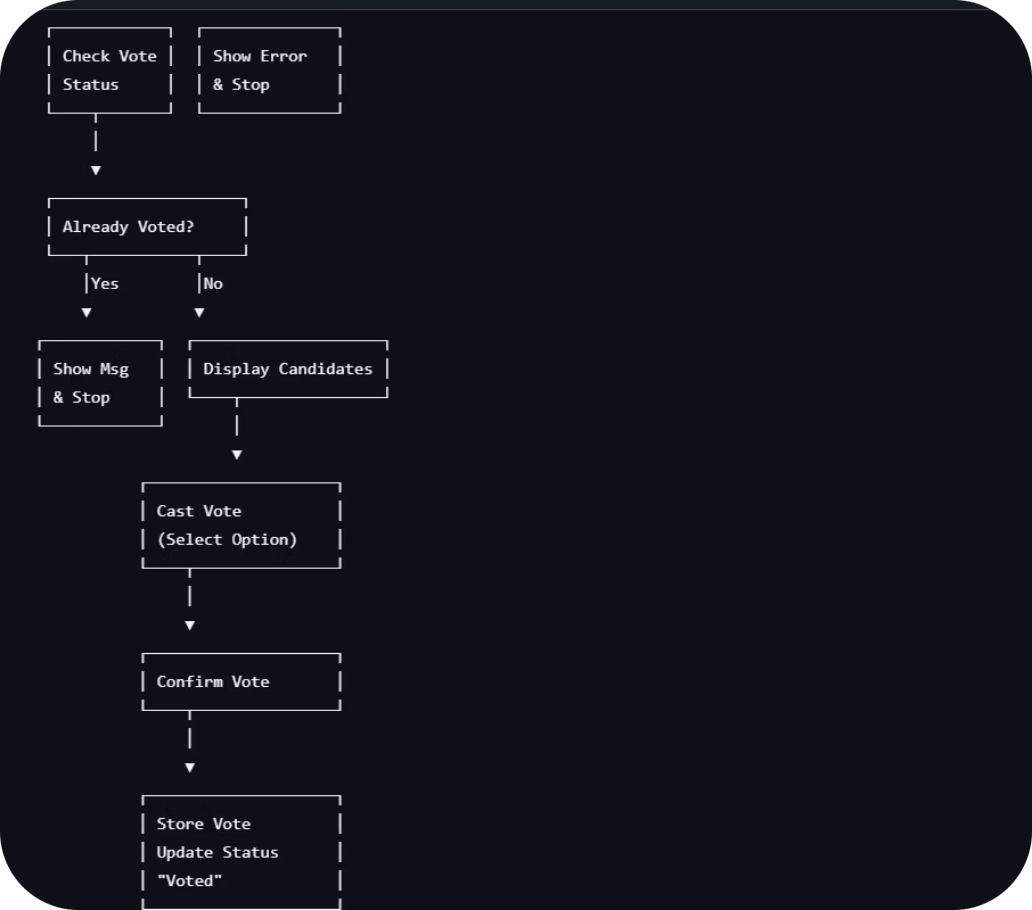 Check Vote
Status
Show Error
& Stop
Already Voted?
Yes
No
Show Msg
& Stop
Display Candidates
Cast Vote
(Select Option)
Confirm Vote
Store Vote
Update Status
"Voted"